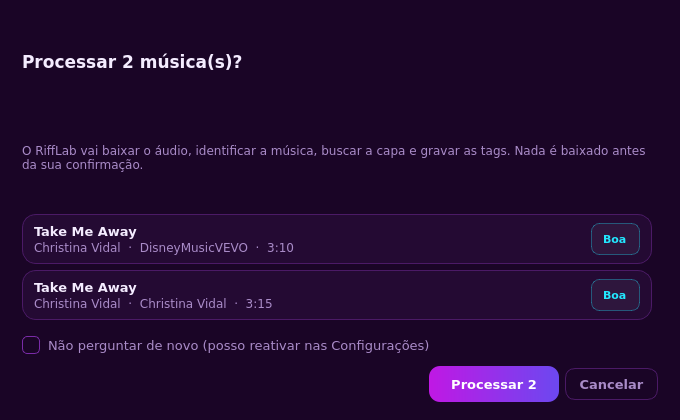 Processar 2 música(s)?
O RiffLab vai baixar o áudio, identificar a música, buscar a capa e gravar as tags. Nada é baixado antes
da sua confirmação.
Take Me Away
Christina Vidal · DisneyMusicVEVO · 3:10
Boa
Take Me Away
Christina Vidal · Christina Vidal · 3:15
Boa
Não perguntar de novo (posso reativar nas Configurações)
Processar 2
Cancelar